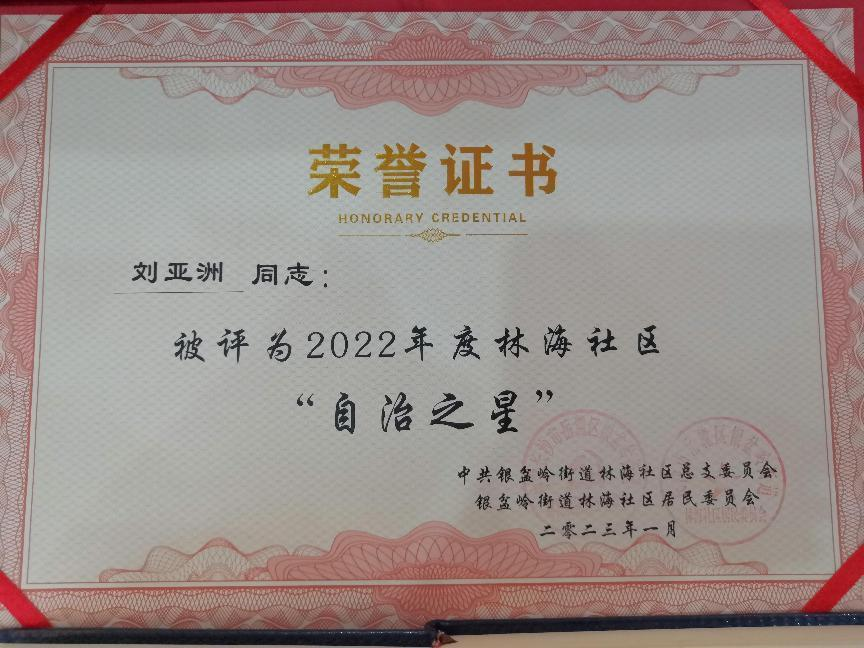 荣誉证书
HONORARY CREDENTIAL
刘亚洲 同志：
被评为2022年度林海社区
“自治之星”
中共银盆岭街道林海社区总支委员会
银盆岭街道林海社区居民委员会
二零二三年一月